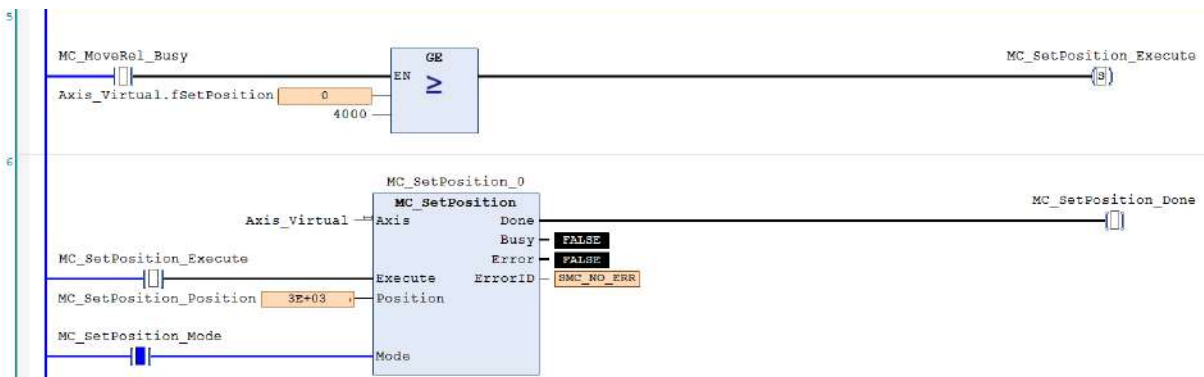 5
MC_MoveRel_Busy
GE
MC_SetPosition_Execute
EN
≥
S
Axis_Virtual.fSetPosition 0
4000
6
MC_SetPosition_0
MC_SetPosition
MC_SetPosition_Done
Axis_Virtual Axis Done
Busy FALSE
MC_SetPosition_Execute Error FALSE
Execute ErrorID SMC_NO_ERR
MC_SetPosition_Position 3E+03 Position
MC_SetPosition_Mode
Mode